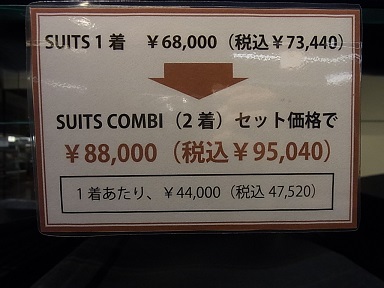 SUITS 1 着　￥68,000（税込￥73,440）
SUITS COMBI（2 着）セット価格で
￥88,000（税込￥95,040）
1 着あたり、￥44,000（税込 47,520）